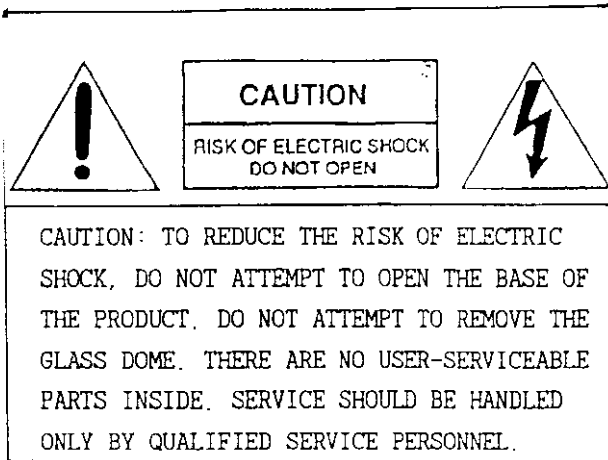 CAUTION
RISK OF ELECTRIC SHOCK
DO NOT OPEN
CAUTION: TO REDUCE THE RISK OF ELECTRIC
SHOCK, DO NOT ATTEMPT TO OPEN THE BASE OF
THE PRODUCT. DO NOT ATTEMPT TO REMOVE THE
GLASS DOME. THERE ARE NO USER-SERVICEABLE
PARTS INSIDE. SERVICE SHOULD BE HANDLED
ONLY BY QUALIFIED SERVICE PERSONNEL.